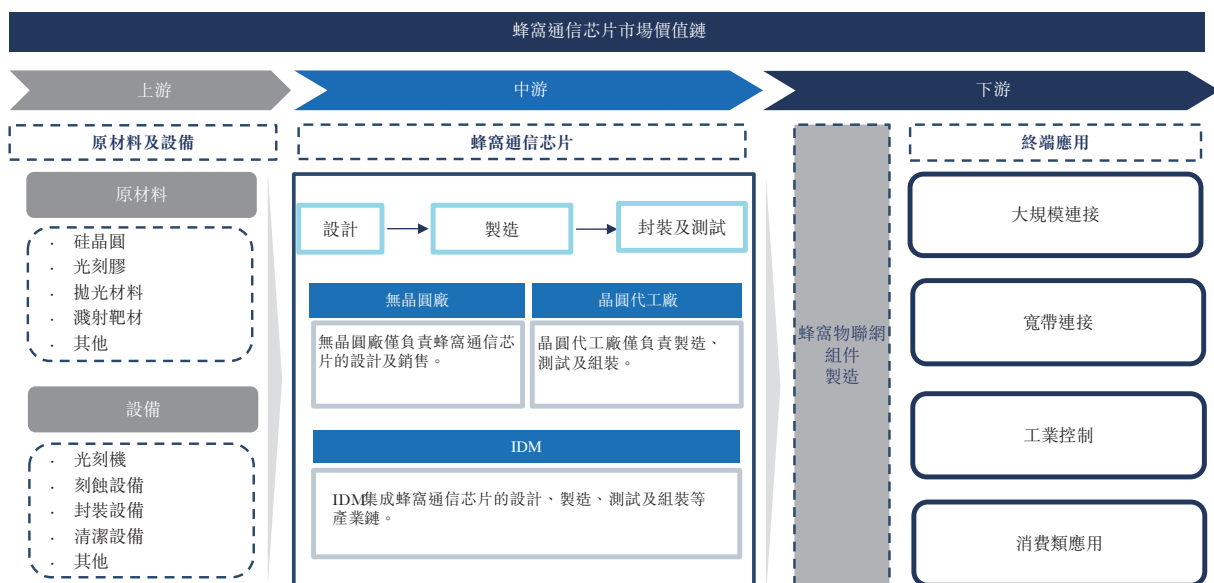 蜂窩通信芯片市場價值鏈
上游
中游
下游
原材料及設備
蜂窩通信芯片
終端應用
原材料
· 硅晶圓
· 光刻膠
· 拋光材料
· 濺射靶材
· 其他
設備
· 光刻機
· 刻蝕設備
· 封裝設備
· 清潔設備
· 其他
設計
製造
封裝及測試
無晶圓廠
無晶圓廠僅負責蜂窩通信芯
片的設計及銷售。
晶圓代工廠
晶圓代工廠僅負責製造、
測試及組裝。
IDM
IDM集成蜂窩通信芯片的設計、製造、測試及組裝等
產業鏈。
蜂窩物聯網
組件
製造
大規模連接
寬帶連接
工業控制
消費類應用